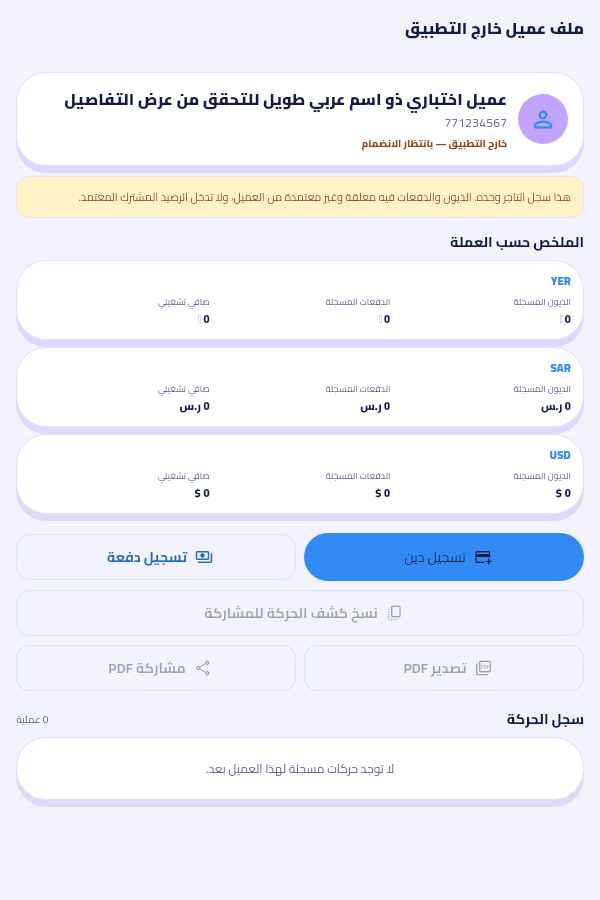 ملف عميل خارج التطبيق
عميل اختباري ذو اسم عربي طويل للتحقق من عرض التفاصيل
771234567
خارج التطبيق — بانتظار الانضمام
هذا سجل التاجر وحده. الديون والدفعات فيه معلقة وغير معتمدة من العميل، ولا تدخل الرصيد المشترك المعتمد.
الملخص حسب العملة
YER
الديون المسجلة الدفعات المسجلة صافي تشغيلي
0 0 0
SAR
الديون المسجلة الدفعات المسجلة صافي تشغيلي
0 ر.س 0 ر.س 0 ر.س
USD
الديون المسجلة الدفعات المسجلة صافي تشغيلي
0 $ 0 $ 0 $
تسجيل دين تسجيل دفعة
نسخ كشف الحركة للمشاركة
تصدير PDF مشاركة PDF
سجل الحركة 0 عملية
لا توجد حركات مسجلة لهذا العميل بعد.